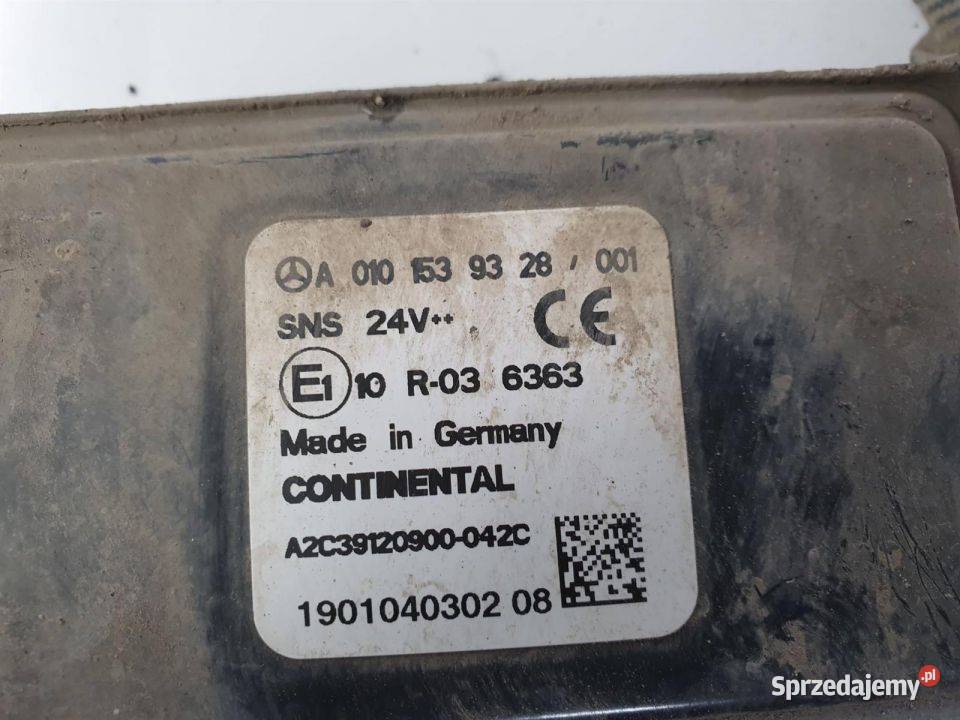 A 010 153 93 28 / 001
SNS 24V++
CE
E1 10 R-03 6363
Made in Germany
CONTINENTAL
A2C39120900-042C
1901040302 08
Sprzedajemy.pl